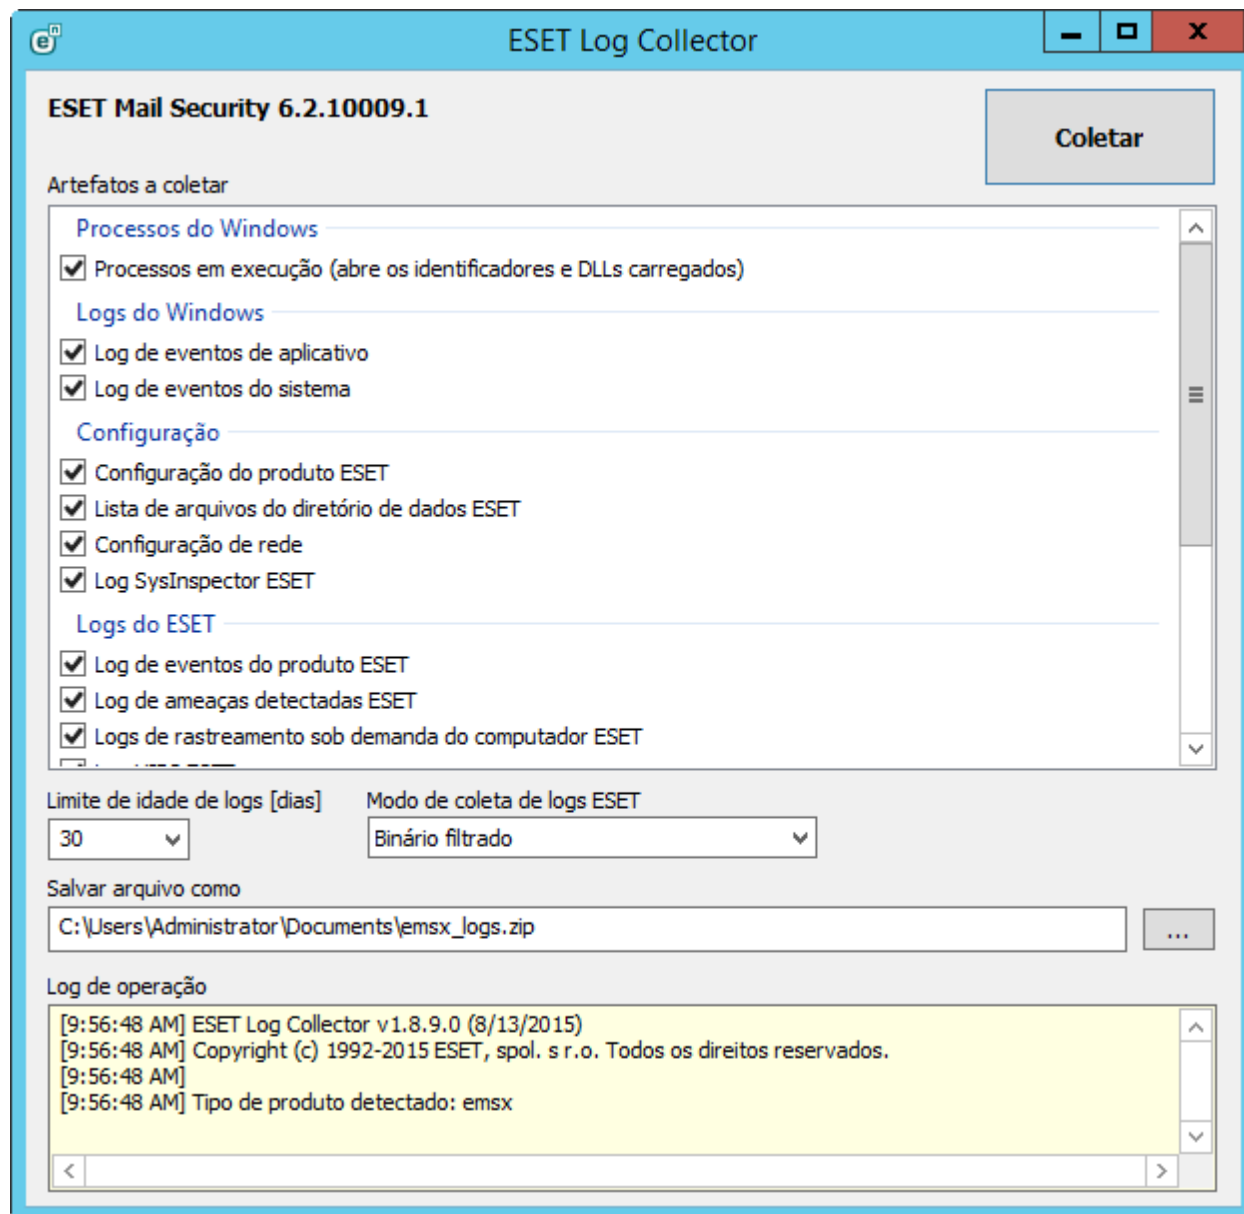 ESET Log Collector
ESET Mail Security 6.2.10009.1
Coletar
Artefatos a coletar
Processos do Windows
Processos em execução (abre os identificadores e DLLs carregados)
Logs do Windows
Log de eventos de aplicativo
Log de eventos do sistema
Configuração
Configuração do produto ESET
Lista de arquivos do diretório de dados ESET
Configuração de rede
Log SysInspector ESET
Logs do ESET
Log de eventos do produto ESET
Log de ameaças detectadas ESET
Logs de rastreamento sob demanda do computador ESET
Limite de idade de logs [dias] Modo de coleta de logs ESET
30 Binário filtrado
Salvar arquivo como
C:\Users\Administrator\Documents\emsx_logs.zip
...
Log de operação
[9:56:48 AM] ESET Log Collector v1.8.9.0 (8/13/2015)
[9:56:48 AM] Copyright (c) 1992-2015 ESET, spol. s r.o. Todos os direitos reservados.
[9:56:48 AM]
[9:56:48 AM] Tipo de produto detectado: emsx